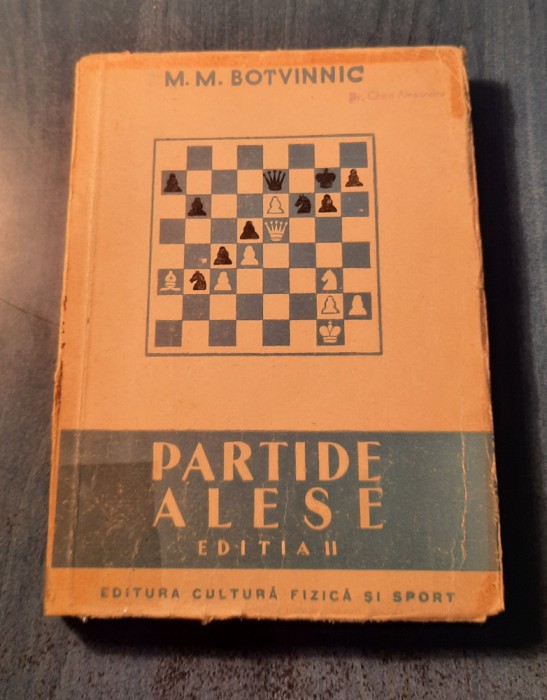 M. M. BOTVINNIC
PARTIDE
ALESE
EDITIA II
EDITURA CULTURĂ FIZICĂ ȘI SPORT